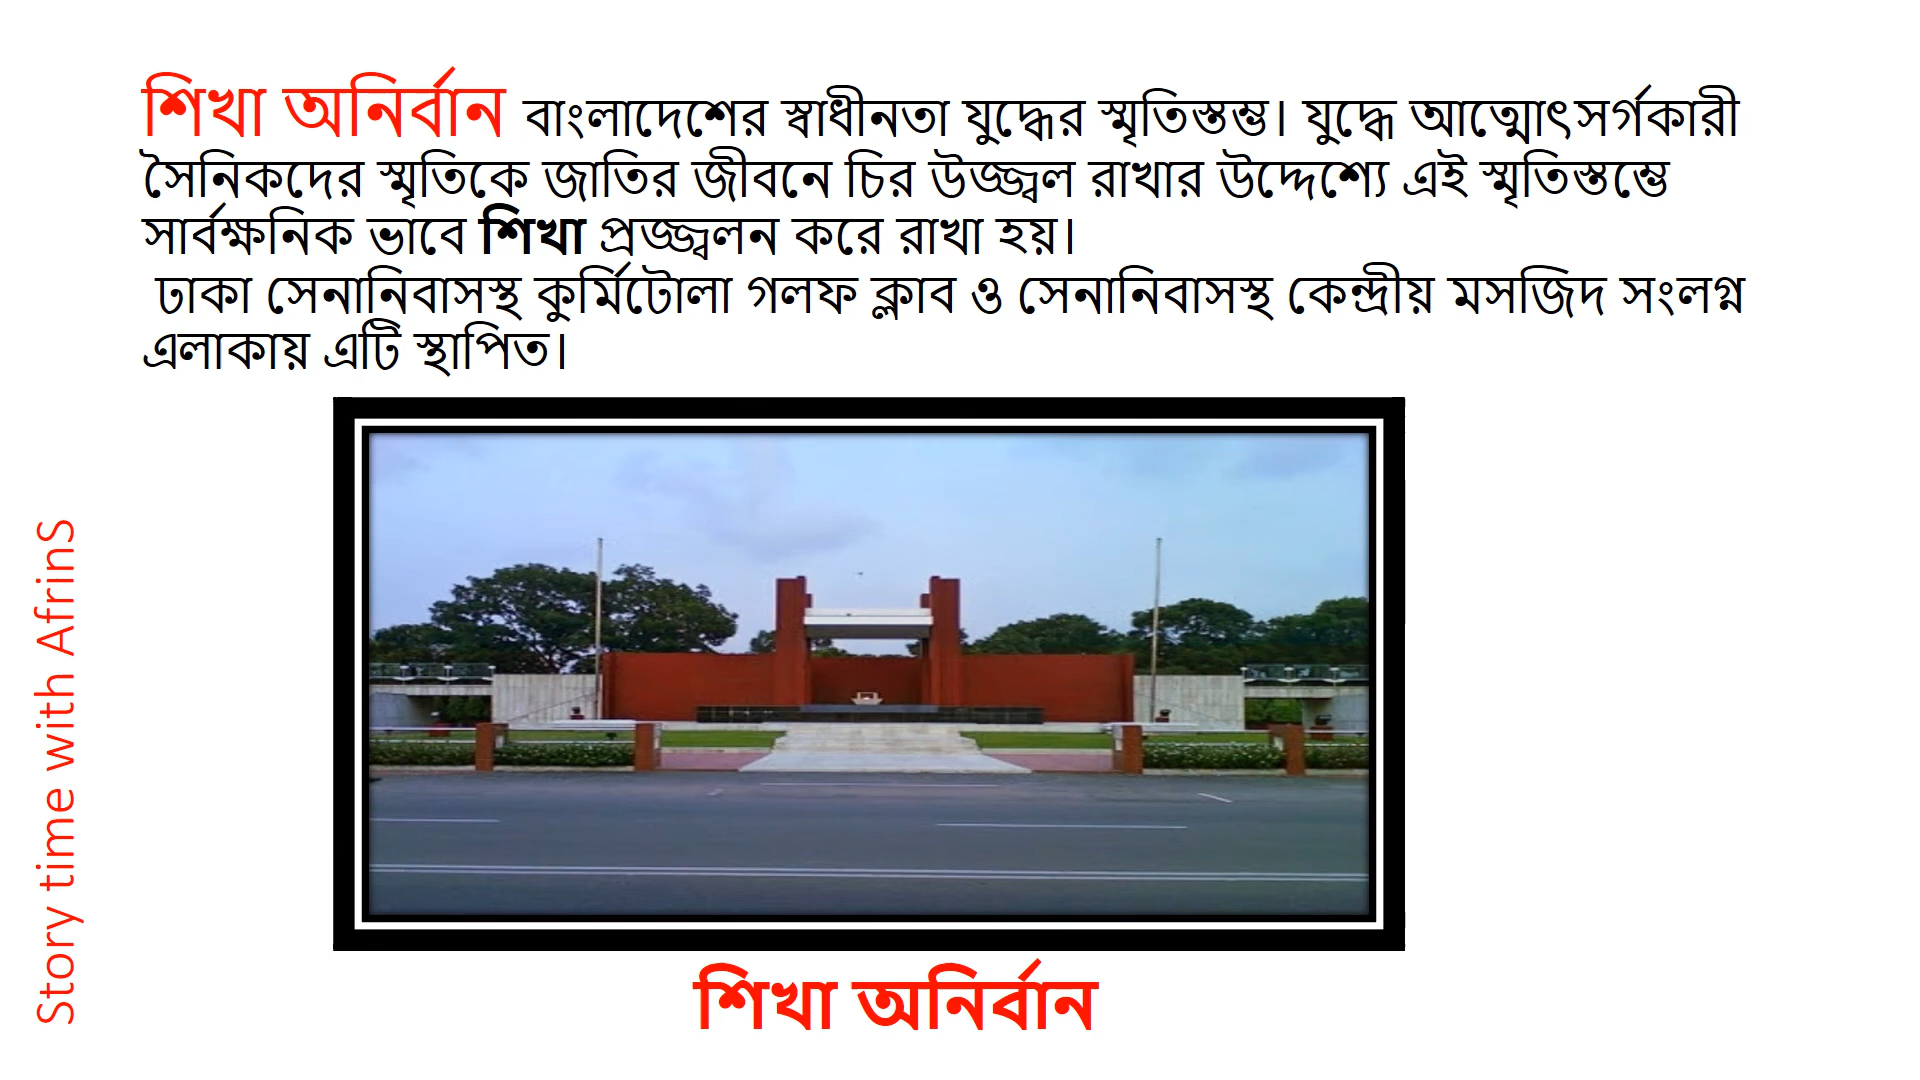 শিখা অনির্বান বাংলাদেশের স্বাধীনতা যুদ্ধের স্মৃতিস্তম্ভ। যুদ্ধে আত্মোৎসর্গকারী
সৈনিকদের স্মৃতিকে জাতির জীবনে চির উজ্জ্বল রাখার উদ্দেশ্যে এই স্মৃতিস্তম্ভে
সার্বক্ষনিক ভাবে শিখা প্রজ্জ্বলন করে রাখা হয়।
ঢাকা সেনানিবাসস্থ কুর্মিটোলা গলফ ক্লাব ও সেনানিবাসস্থ কেন্দ্রীয় মসজিদ সংলগ্ন
এলাকায় এটি স্থাপিত।
Story time with AfrinS
শিখা অনির্বান